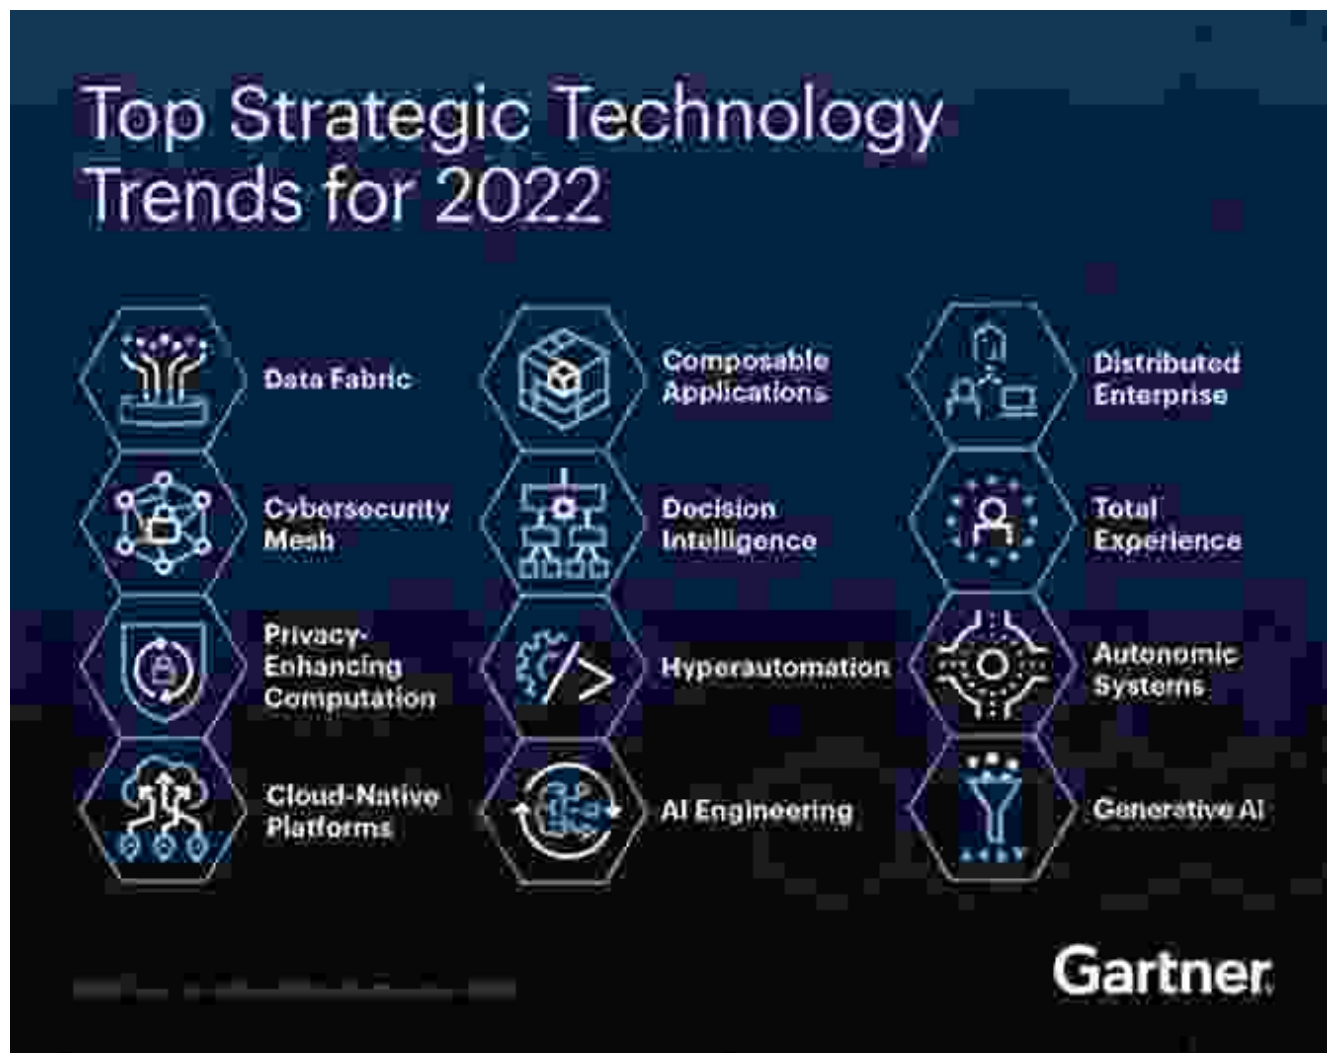 Top Strategic Technology
Trends for 2022
Data Fabric
Cybersecurity
Mesh
Privacy-
Enhancing
Computation
Cloud-Native
Platforms
Composable
Applications
Decision
Intelligence
Hyperautomation
AI Engineering
Distributed
Enterprise
Total
Experience
Autonomic
Systems
Generative AI
Gartner